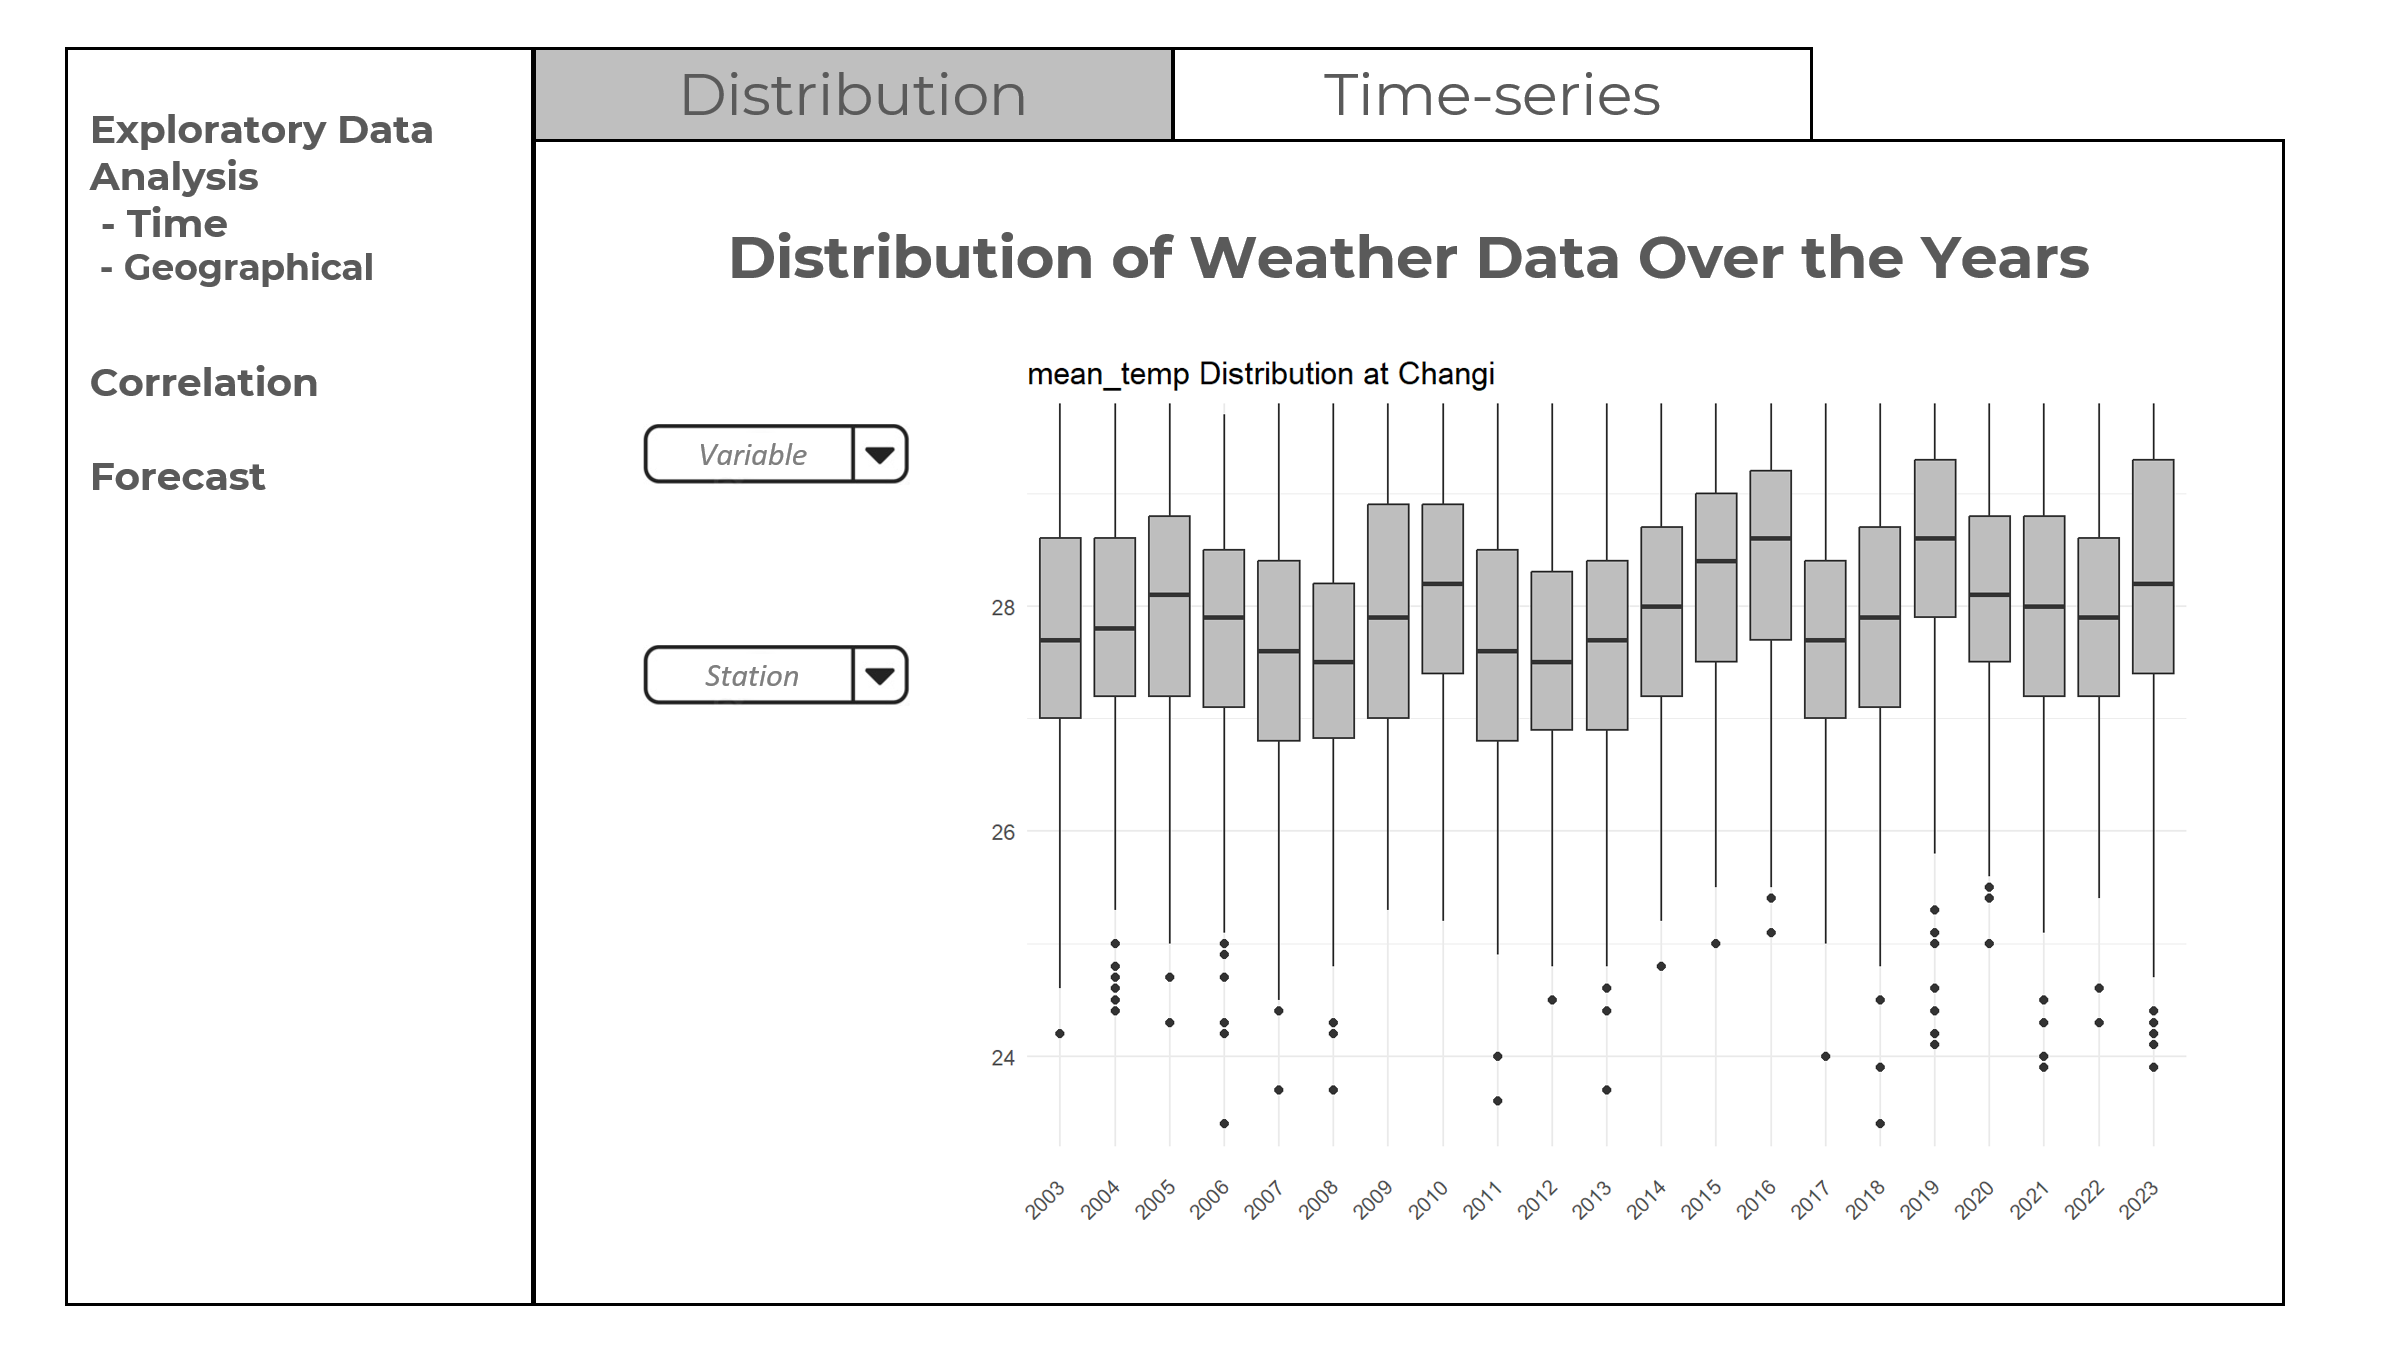 Exploratory Data
Analysis
- Time
- Geographical
Correlation
Forecast
Distribution
Time-series
Distribution of Weather Data Over the Years
Variable
Station
mean_temp Distribution at Changi
28
26
24
2003
2004
2005
2006
2007
2008
2009
2010
2011
2012
2013
2014
2015
2016
2017
2018
2019
2020
2021
2022
2023